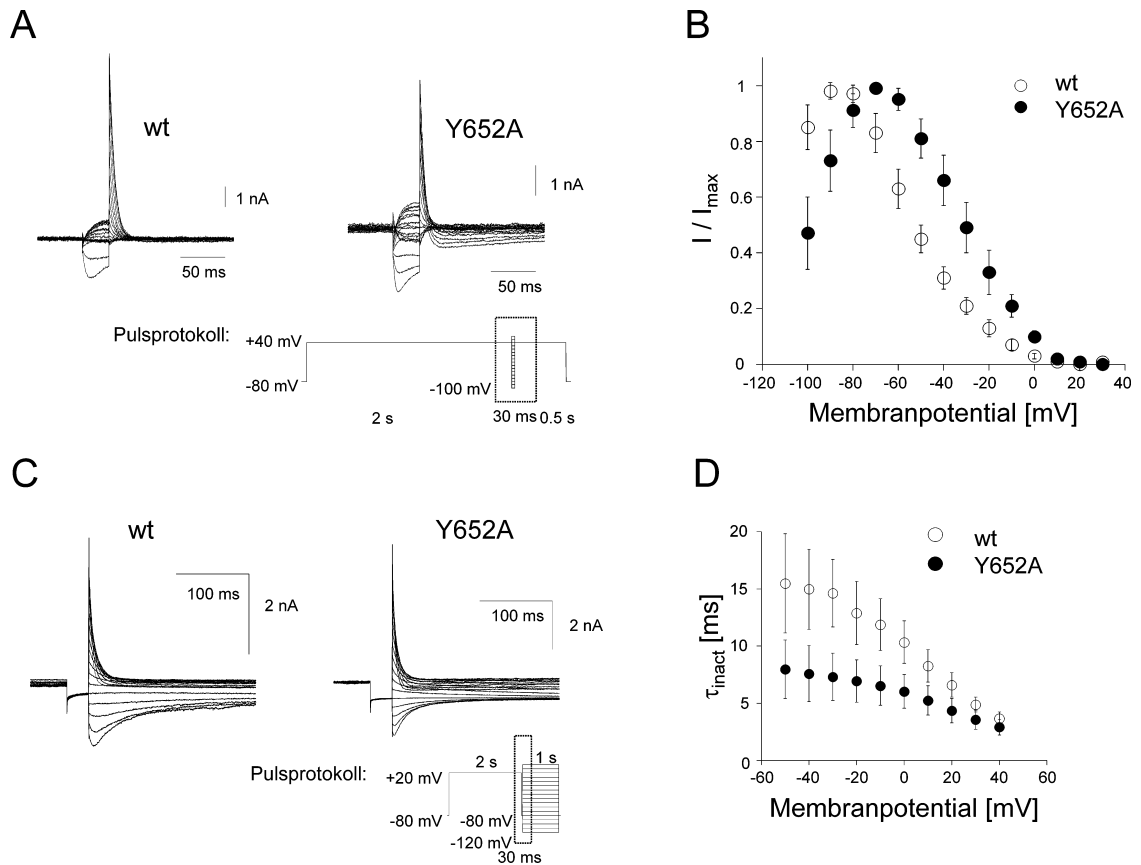 A
wt
Y652A
1 nA
50 ms
1 nA
50 ms
Pulsprotokoll:
+40 mV
-80 mV
-100 mV
2 s
30 ms
0.5 s
B
wt
Y652A
1
0.8
0.6
0.4
0.2
0
I / Imax
-120 -100 -80 -60 -40 -20 0 20 40
Membranpotential [mV]
C
wt
Y652A
100 ms
2 nA
100 ms
2 nA
Pulsprotokoll:
2 s
1 s
+20 mV
-80 mV
-80 mV
-120 mV
30 ms
D
wt
Y652A
20
15
10
5
0
τinact [ms]
-60 -40 -20 0 20 40 60
Membranpotential [mV]